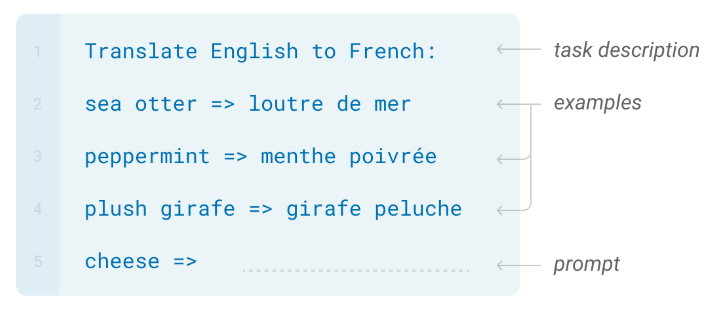 1 Translate English to French: task description
2 sea otter => loutre de mer examples
3 peppermint => menthe poivrée
4 plush girafe => girafe peluche
5 cheese => prompt